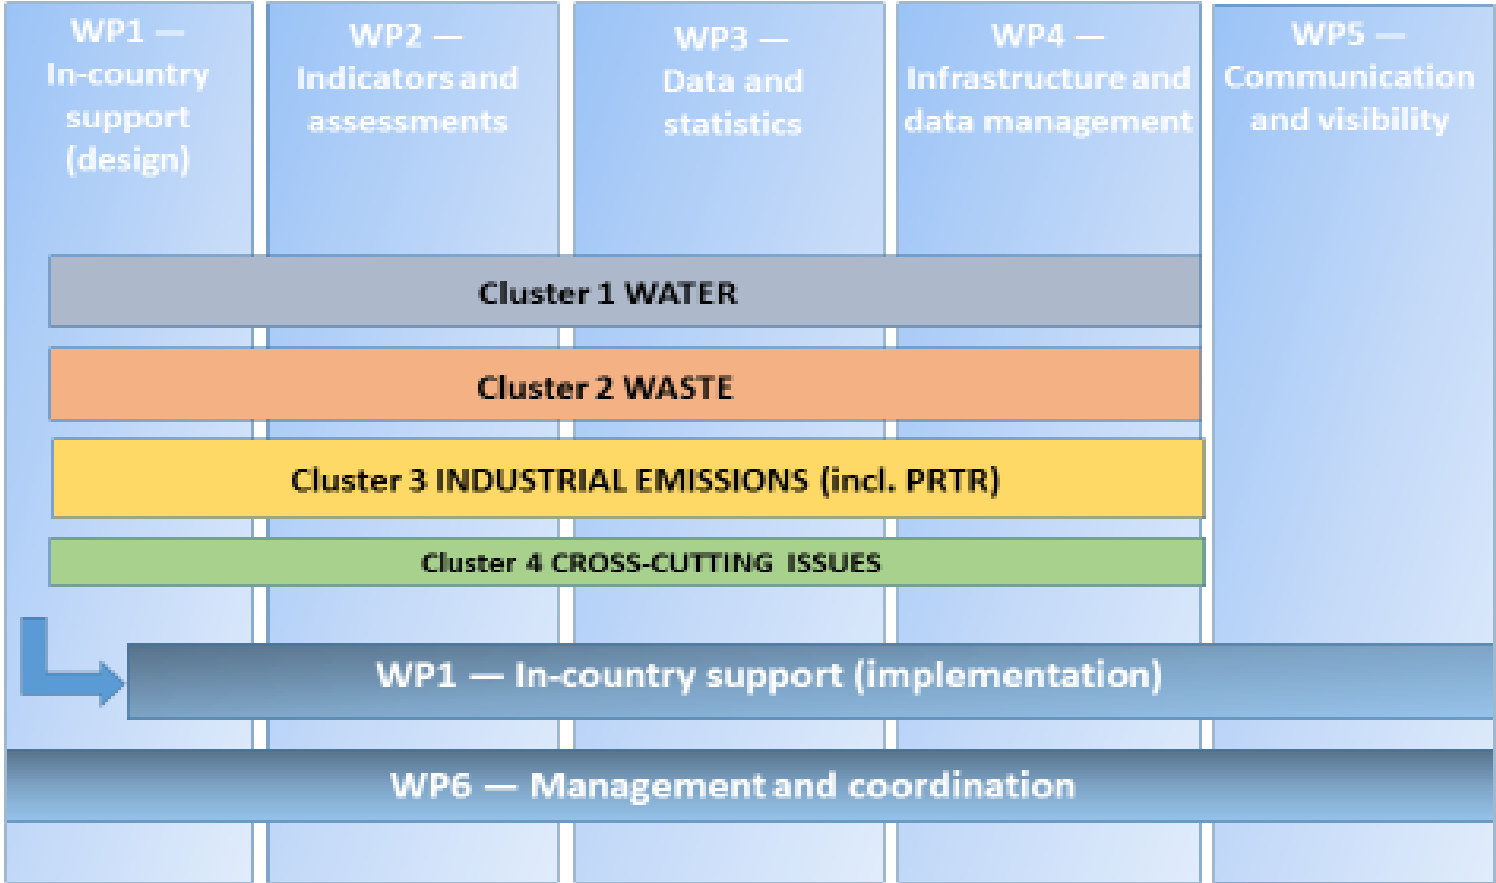 WP1 —
In-country
support
(design)
WP2 —
Indicators and
assessments
WP3 —
Data and
statistics
WP4 —
Infrastructure and
data management
WP5 —
Communication
and visibility
Cluster 1 WATER
Cluster 2 WASTE
Cluster 3 INDUSTRIAL EMISSIONS (incl. PRTR)
Cluster 4 CROSS-CUTTING ISSUES
WP1 — In-country support (implementation)
WP6 — Management and coordination